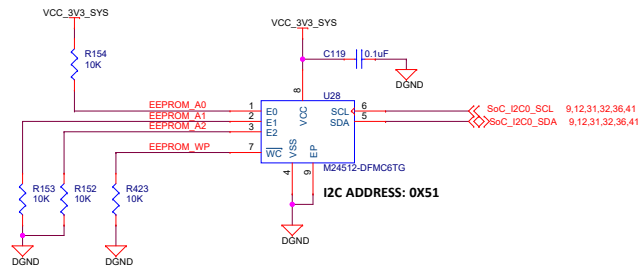 VCC_3V3_SYS
VCC_3V3_SYS
R154
10K
C119
0.1uF
DGND
U28
8
EEPROM_A0
1
E0
VCC
SCL
6
SoC_I2C0_SCL 9,12,31,32,36,41
EEPROM_A1
2
E1
SDA
5
SoC_I2C0_SDA 9,12,31,32,36,41
EEPROM_A2
3
E2
EEPROM_WP
7
WC
VSS
EP
M24512-DFMC6TG
4
9
I2C ADDRESS: 0X51
R153
10K
R152
10K
R423
10K
DGND
DGND
DGND